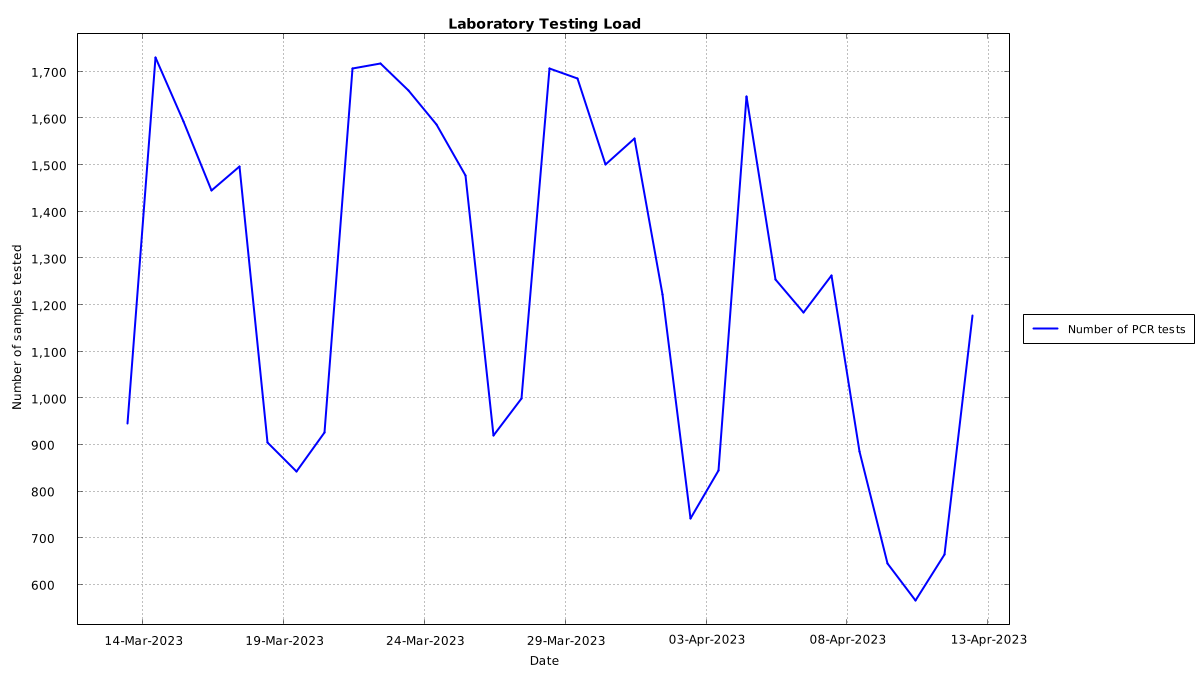 Laboratory Testing Load
Number of samples tested
1,700
1,600
1,500
1,400
1,300
1,200
1,100
1,000
900
800
700
600
14-Mar-2023
19-Mar-2023
24-Mar-2023
29-Mar-2023
03-Apr-2023
08-Apr-2023
13-Apr-2023
Date
Number of PCR tests